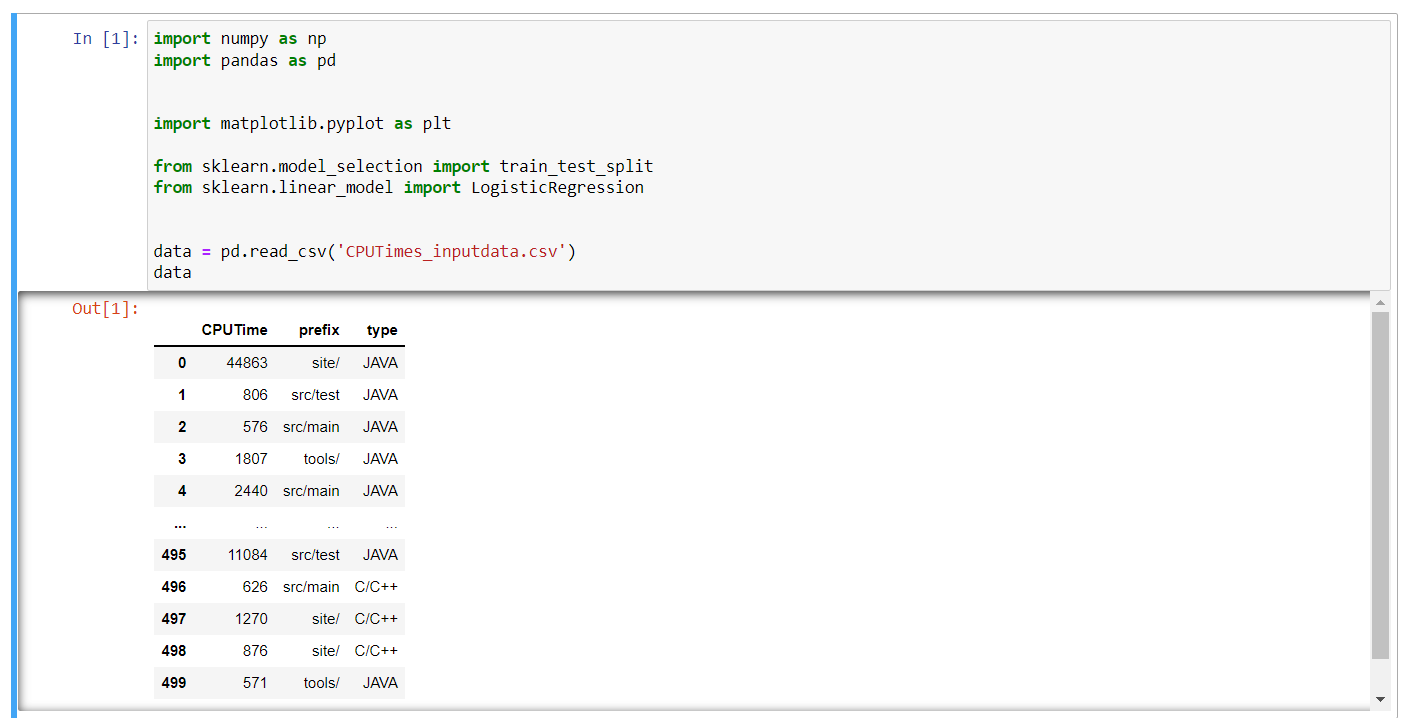 In [1]: import numpy as np
import pandas as pd
import matplotlib.pyplot as plt
from sklearn.model_selection import train_test_split
from sklearn.linear_model import LogisticRegression
data = pd.read_csv('CPUTimes_inputdata.csv')
data
Out[1]:
CPUTime prefix type
0 44863 site/ JAVA
1 806 src/test JAVA
2 576 src/main JAVA
3 1807 tools/ JAVA
4 2440 src/main JAVA
... ... ... ...
495 11084 src/test JAVA
496 626 src/main C/C++
497 1270 site/ C/C++
498 876 site/ C/C++
499 571 tools/ JAVA